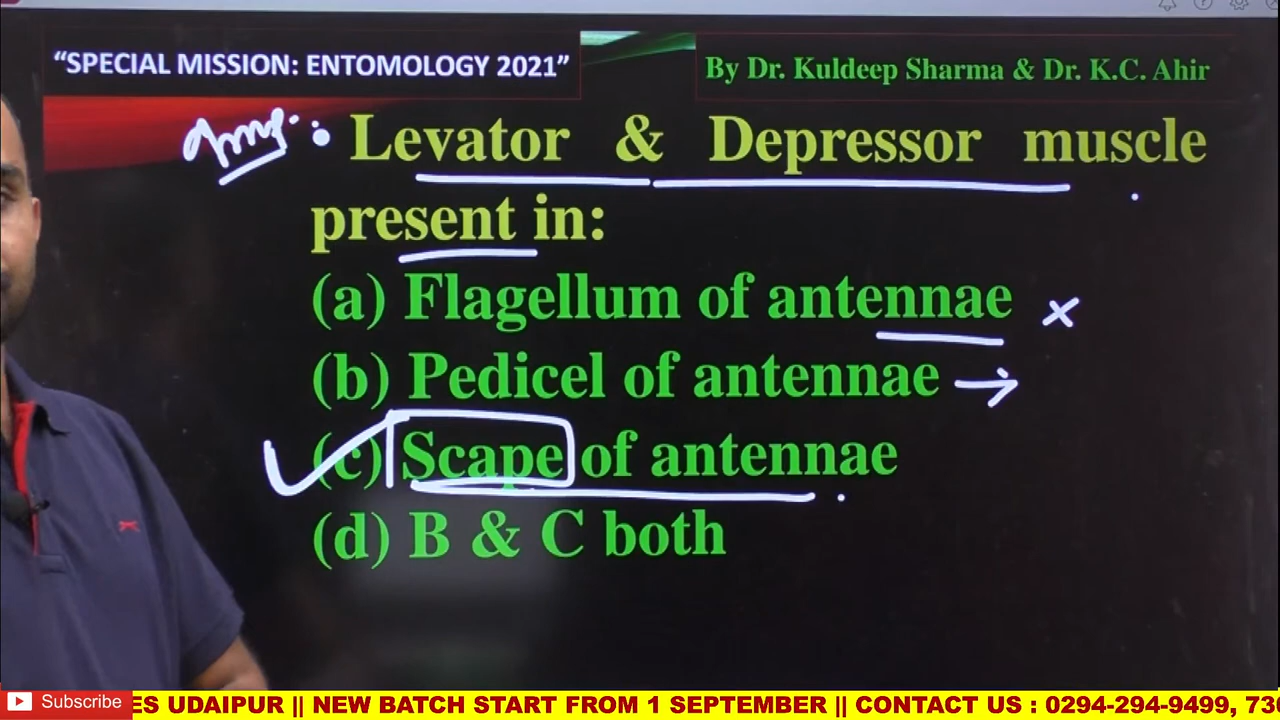 “SPECIAL MISSION: ENTOMOLOGY 2021”
By Dr. Kuldeep Sharma & Dr. K.C. Ahir
Levator & Depressor muscle
present in:
(a) Flagellum of antennae
(b) Pedicel of antennae
(c) Scape of antennae
(d) B & C both
Subscribe
ES UDAIPUR || NEW BATCH START FROM 1 SEPTEMBER || CONTACT US : 0294-294-9499, 73